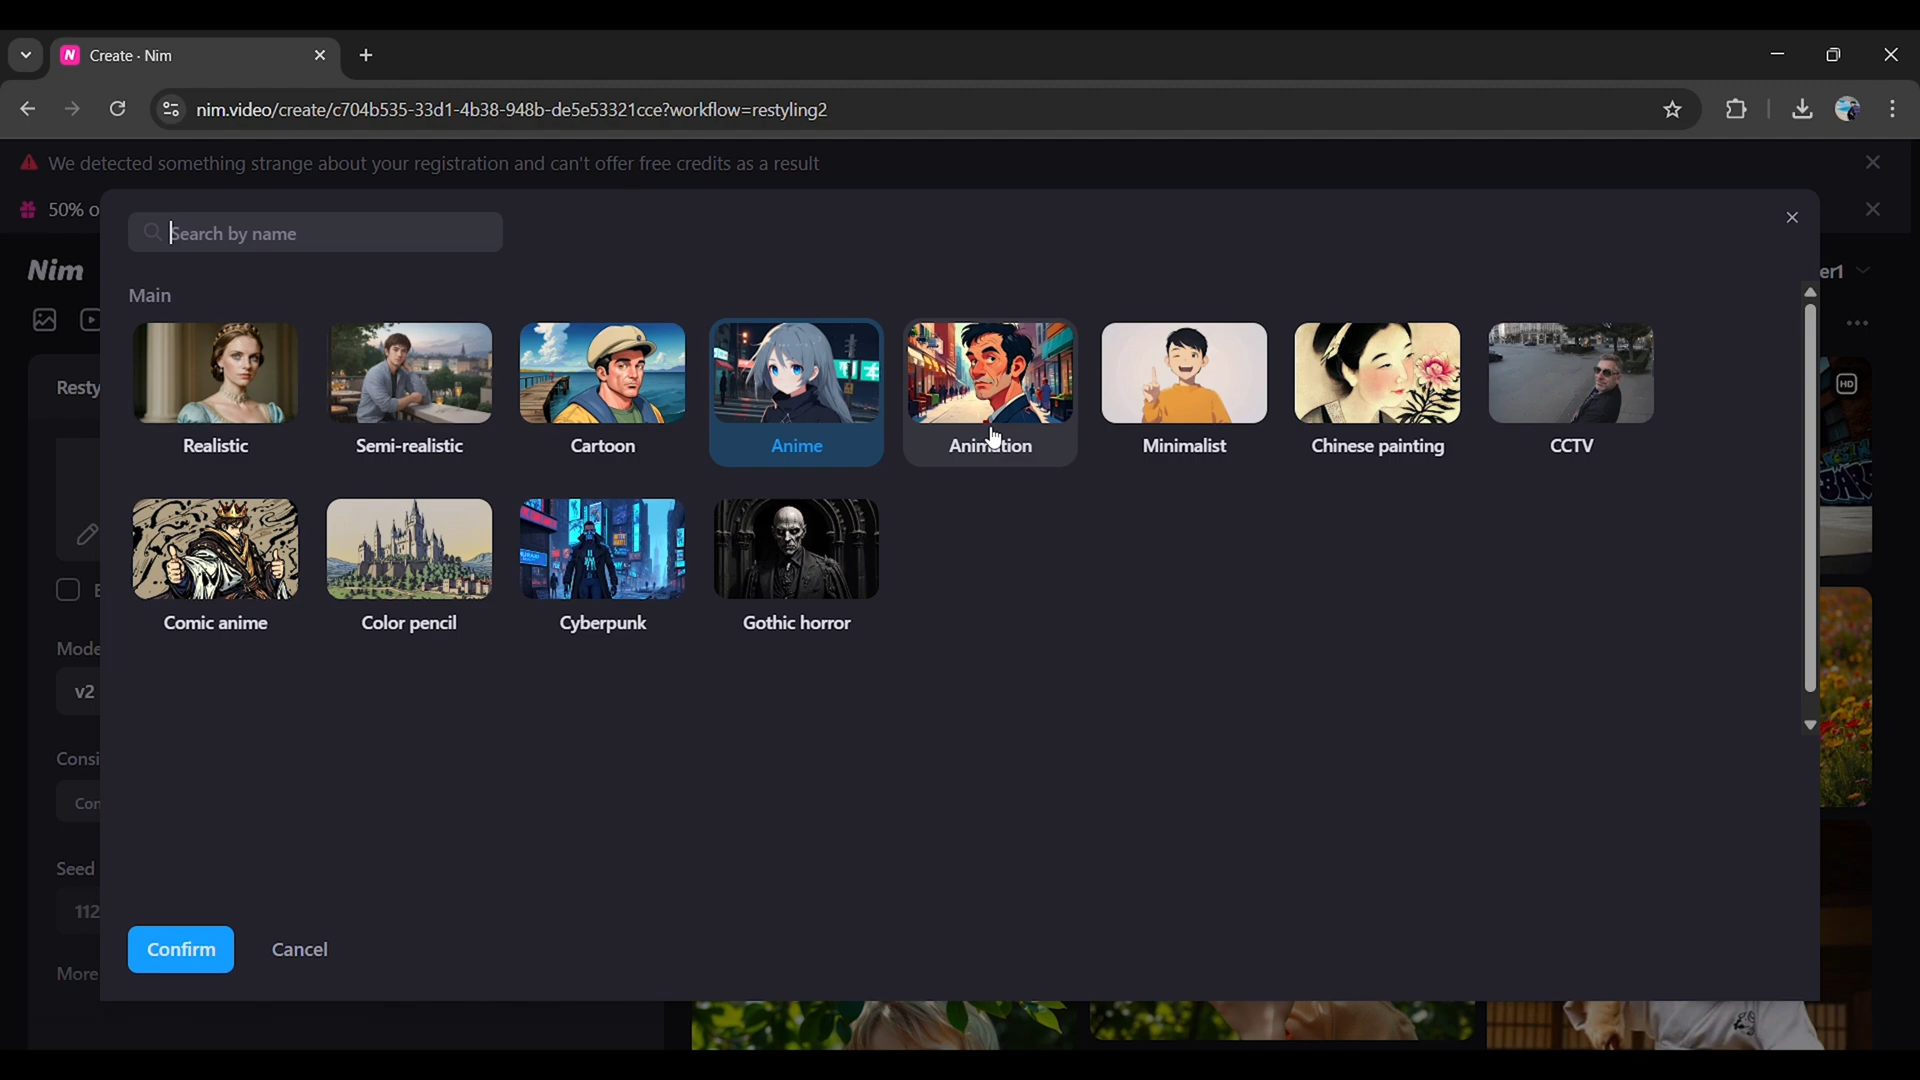 Create · Nim
nim.video/create/c704b535-33d1-4b38-948b-de5e53321cce?workflow=restyling2
We detected something strange about your registration and can't offer free credits as a result
50% o
Search by name
Nim
er1
Main
HD
Resty
Realistic
Semi-realistic
Cartoon
Anime
Animation
Minimalist
Chinese painting
CCTV
Comic anime
Color pencil
Cyberpunk
Gothic horror
Mode
v2
Consi
Con
Seed
112
Confirm
Cancel
More